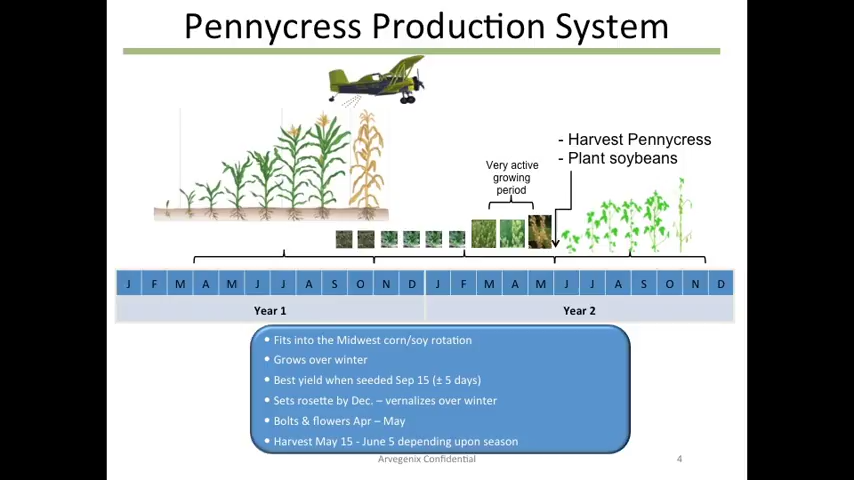 Pennycress Production System
- Harvest Pennycress
- Plant soybeans
Very active
growing
period
J F M A M J J A S O N D J F M A M J J A S O N D
Year 1 Year 2
• Fits into the Midwest corn/soy rotation
• Grows over winter
• Best yield when seeded Sep 15 (± 5 days)
• Sets rosette by Dec. – vernalizes over winter
• Bolts & flowers Apr – May
• Harvest May 15 - June 5 depending upon season
Arvegenix Confidential 4